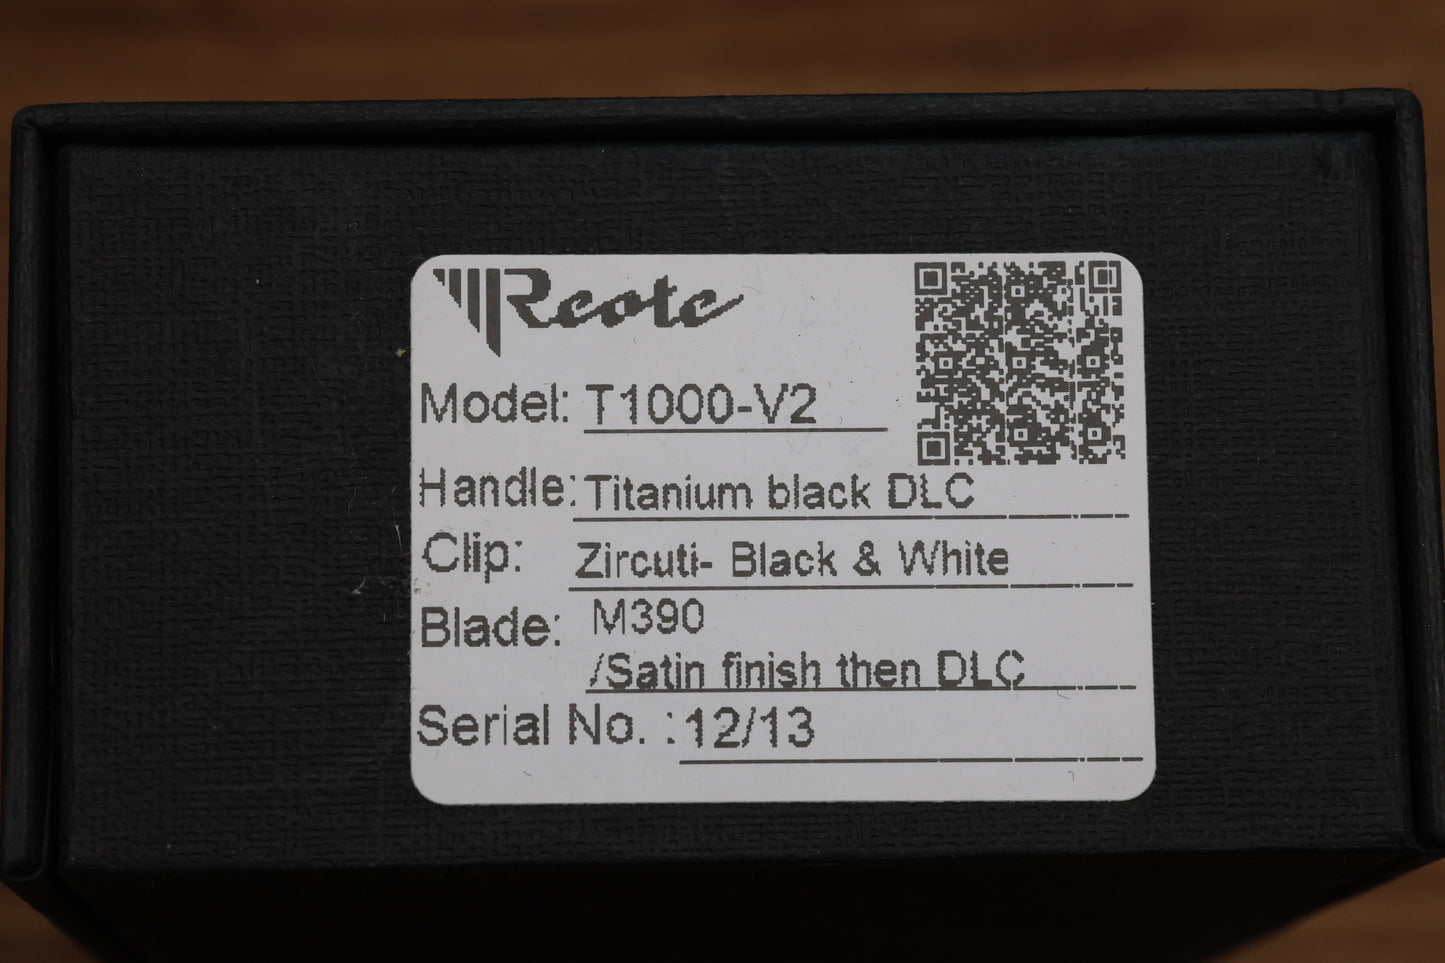 Reate
Model: T1000-V2
Handle: Titanium black DLC
Clip: Zircuti- Black & White
Blade: M390
/Satin finish then DLC
Serial No. : 12/13